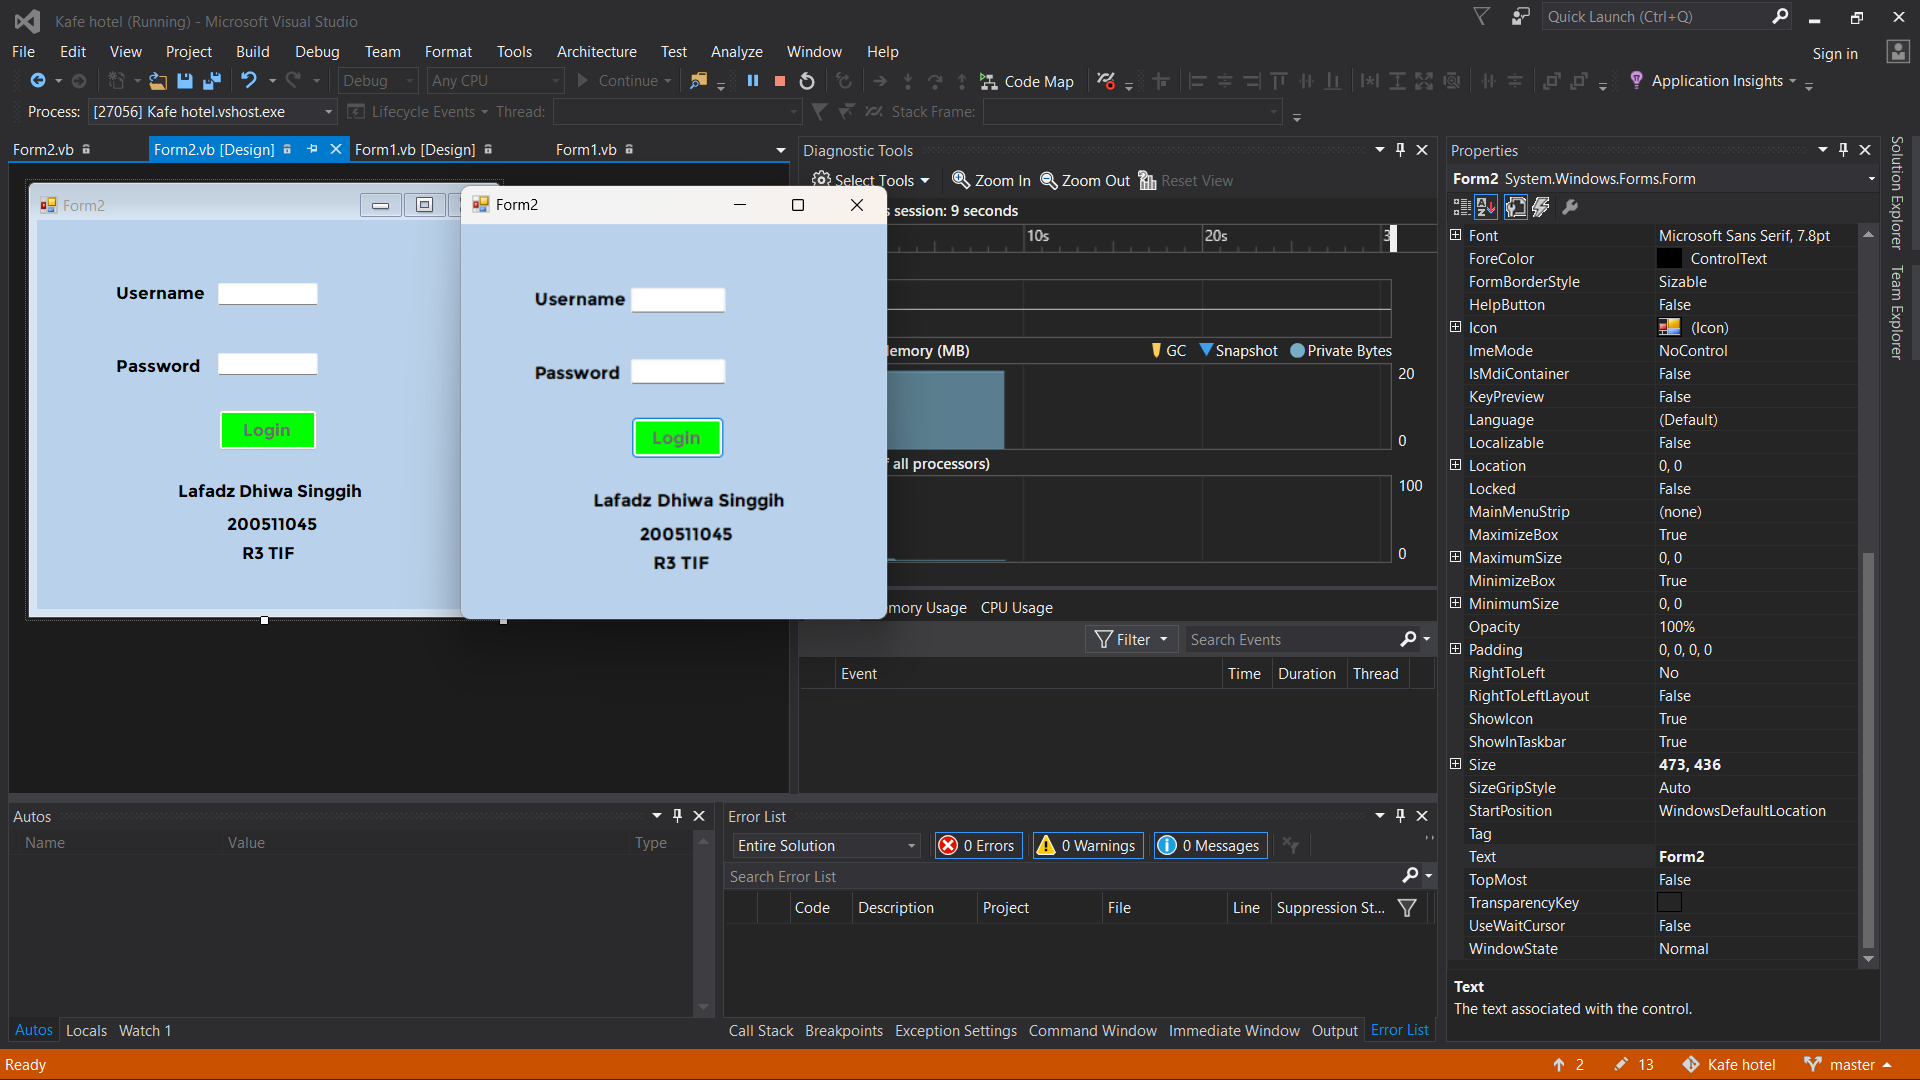 Kafe hotel (Running) - Microsoft Visual Studio
Quick Launch (Ctrl+Q)
File Edit View Project Build Debug Team Format Tools Architecture Test Analyze Window Help
Sign in
Debug Any CPU Continue Code Map Application Insights
Process: [27056] Kafe hotel.vshost.exe Lifecycle Events Thread: Stack Frame:
Form2.vb Form2.vb [Design] Form1.vb [Design] Form1.vb
Form2
Username
Password
Login
Lafadz Dhiwa Singgih
200511045
R3 TIF
Form2
Username
Password
Login
Lafadz Dhiwa Singgih
200511045
R3 TIF
Diagnostic Tools
Select Tools Zoom In Zoom Out Reset View
session: 9 seconds
10s 20s
(MB) GC Snapshot Private Bytes
20
0
all processors)
100
0
Usage CPU Usage
Filter Search Events
Event Time Duration Thread
Properties
Form2 System.Windows.Forms.Form
Font Microsoft Sans Serif, 7.8pt
ForeColor ControlText
FormBorderStyle Sizable
HelpButton False
Icon (Icon)
ImeMode NoControl
IsMdiContainer False
KeyPreview False
Language (Default)
Localizable False
Location 0, 0
Locked False
MainMenuStrip (none)
MaximizeBox True
MaximumSize 0, 0
MinimizeBox True
MinimumSize 0, 0
Opacity 100%
Padding 0, 0, 0, 0
RightToLeft No
RightToLeftLayout False
ShowIcon True
ShowInTaskbar True
Size 473, 436
SizeGripStyle Auto
StartPosition WindowsDefaultLocation
Tag
Text Form2
TopMost False
TransparencyKey
UseWaitCursor False
WindowState Normal
Text
The text associated with the control.
Solution Explorer
Team Explorer
Autos
Name Value Type
Autos Locals Watch 1
Error List
Entire Solution 0 Errors 0 Warnings 0 Messages
Search Error List
Code Description Project File Line Suppression St...
Call Stack Breakpoints Exception Settings Command Window Immediate Window Output Error List
Ready
2 13 Kafe hotel master